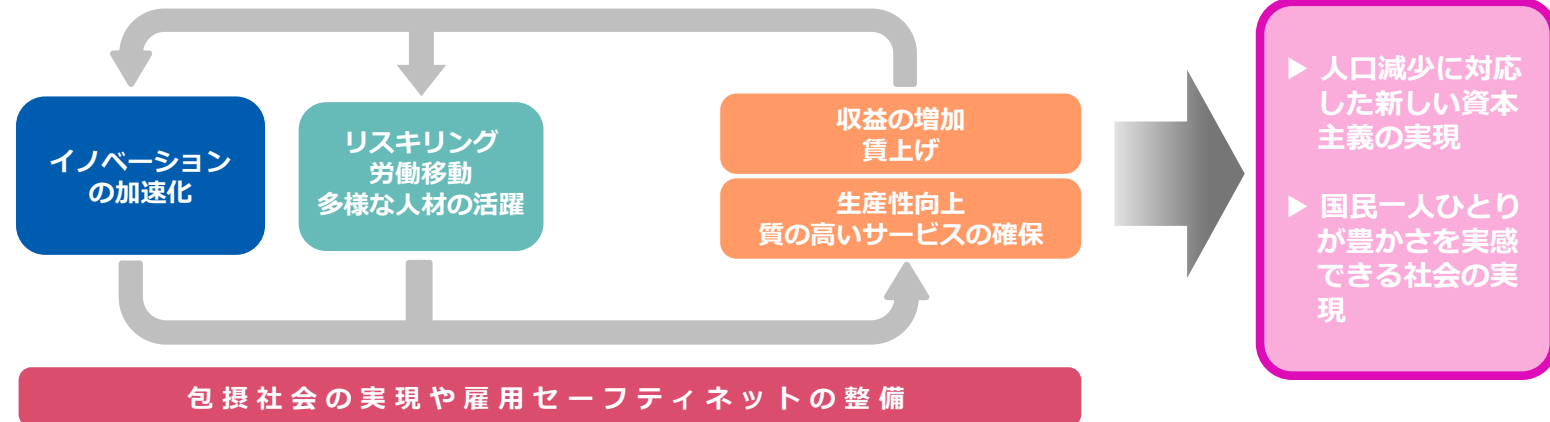 イノベーション
の加速化
リスキリング
労働移動
多様な人材の活躍
収益の増加
賃上げ
生産性向上
質の高いサービスの確保
包摂社会の実現や雇用セーフティネットの整備
▶ 人口減少に対応
した新しい資本
主義の実現
▶ 国民一人ひとり
が豊かさを実感
できる社会の実
現